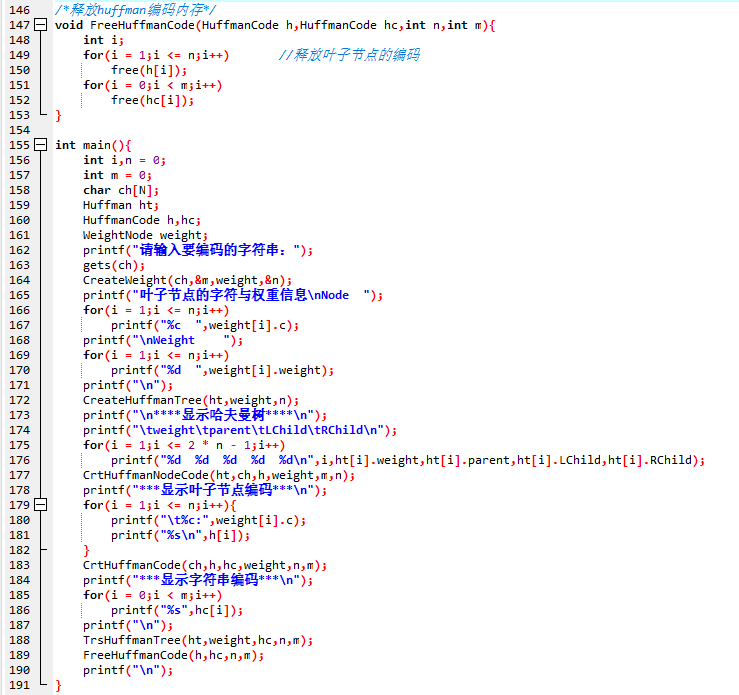 146 /*释放huffman编码内存*/
147 void FreeHuffmanCode(HuffmanCode h,HuffmanCode hc,int n,int m){
148     int i;
149     for(i = 1;i <= n;i++)       //释放叶子节点的编码
150         free(h[i]);
151     for(i = 0;i < m;i++)
152         free(hc[i]);
153 }
154
155 int main(){
156     int i,n = 0;
157     int m = 0;
158     char ch[N];
159     Huffman ht;
160     HuffmanCode h,hc;
161     WeightNode weight;
162     printf("请输入要编码的字符串：");
163     gets(ch);
164     CreateWeight(ch,&m,weight,&n);
165     printf("叶子节点的字符与权重信息\nNode  ");
166     for(i = 1;i <= n;i++)
167         printf("%c  ",weight[i].c);
168     printf("\nWeight    ");
169     for(i = 1;i <= n;i++)
170         printf("%d  ",weight[i].weight);
171     printf("\n");
172     CreateHuffmanTree(ht,weight,n);
173     printf("\n****显示哈夫曼树****\n");
174     printf("\tweight\tparent\tLChild\tRChild\n");
175     for(i = 1;i <= 2 * n - 1;i++)
176         printf("%d  %d  %d  %d  %d\n",i,ht[i].weight,ht[i].parent,ht[i].LChild,ht[i].RChild);
177     CrtHuffmanNodeCode(ht,ch,h,weight,m,n);
178     printf("***显示叶子节点编码***\n");
179     for(i = 1;i <= n;i++){
180         printf("\t%c:",weight[i].c);
181         printf("%s\n",h[i]);
182     }
183     CrtHuffmanCode(ch,h,hc,weight,n,m);
184     printf("***显示字符串编码***\n");
185     for(i = 0;i < m;i++)
186         printf("%s",hc[i]);
187     printf("\n");
188     TrsHuffmanTree(ht,weight,hc,n,m);
189     FreeHuffmanCode(h,hc,n,m);
190     printf("\n");
191 }